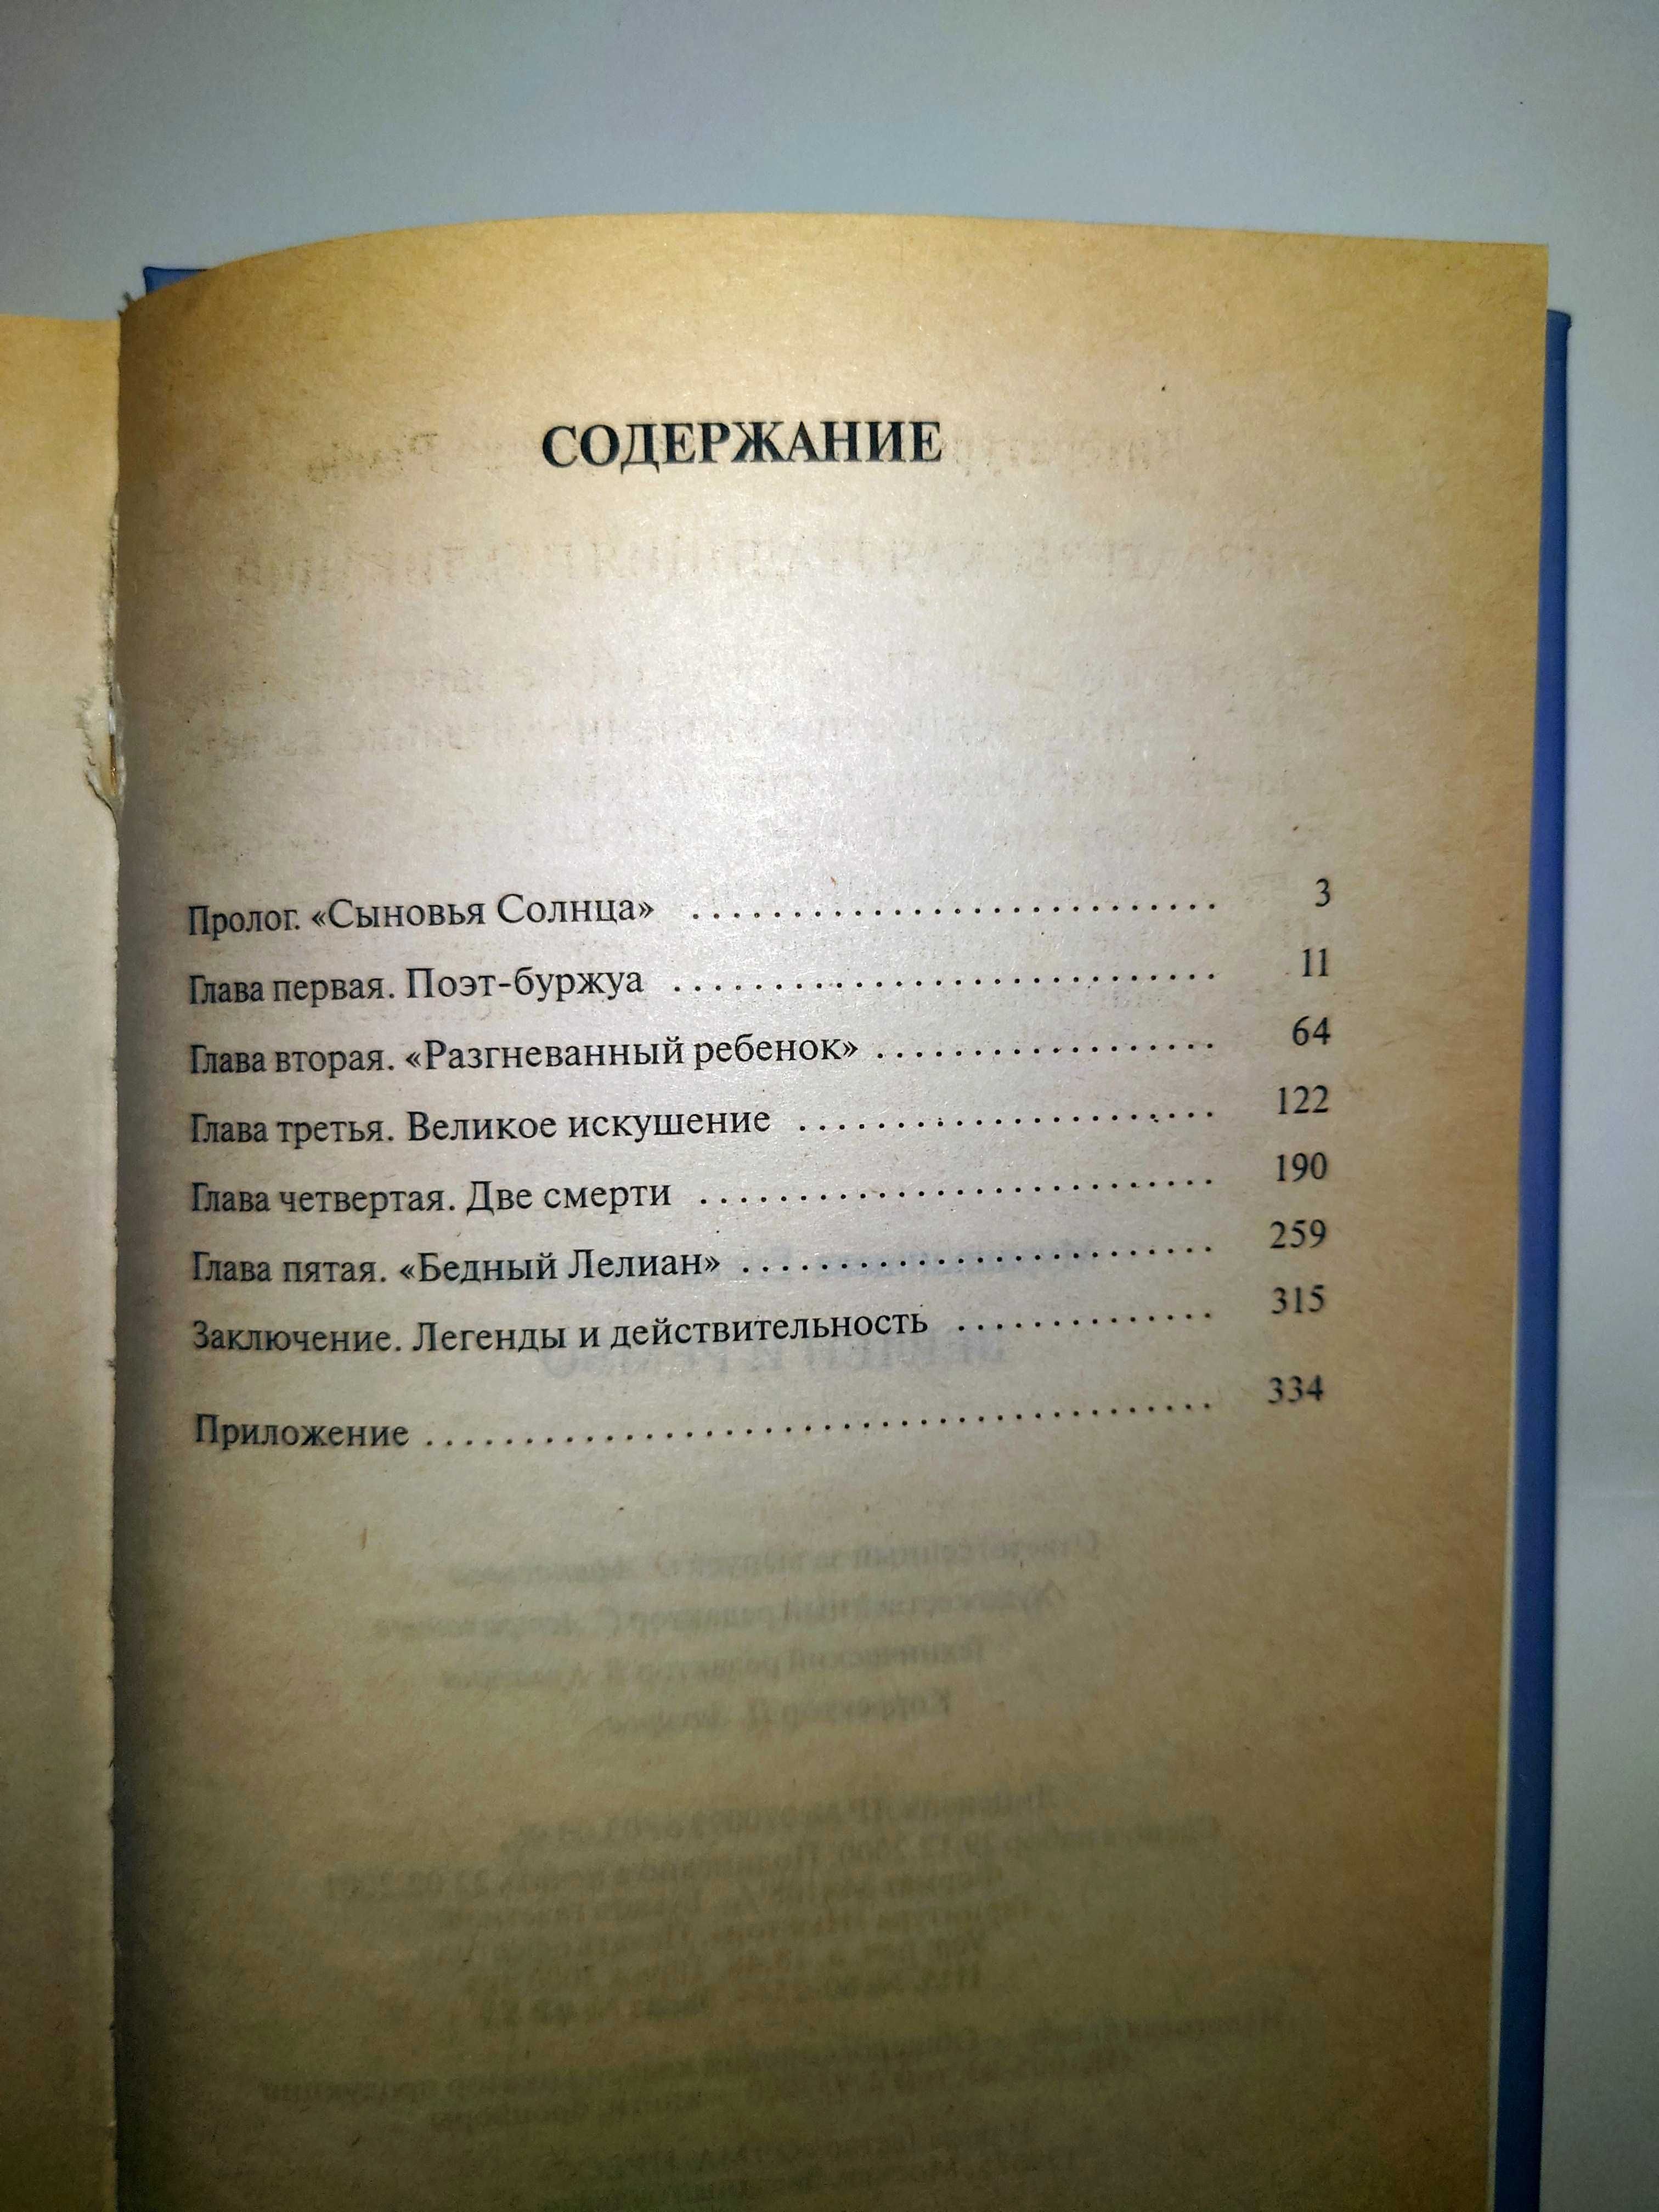 СОДЕРЖАНИЕ
Пролог. «Сыновья Солнца» . . . . . . . . . . . . . . . . . . . . . . . . . . . 3
Глава первая. Поэт-буржуа . . . . . . . . . . . . . . . . . . . . . . . . . . . . 11
Глава вторая. «Разгневанный ребенок» . . . . . . . . . . . . . . . . . . 64
Глава третья. Великое искушение . . . . . . . . . . . . . . . . . . . . . . 122
Глава четвертая. Две смерти . . . . . . . . . . . . . . . . . . . . . . . . . . . 190
Глава пятая. «Бедный Лелиан» . . . . . . . . . . . . . . . . . . . . . . . . . 259
Заключение. Легенды и действительность . . . . . . . . . . . . . . 315
Приложение . . . . . . . . . . . . . . . . . . . . . . . . . . . . . . . . . . . . . . . . . 334